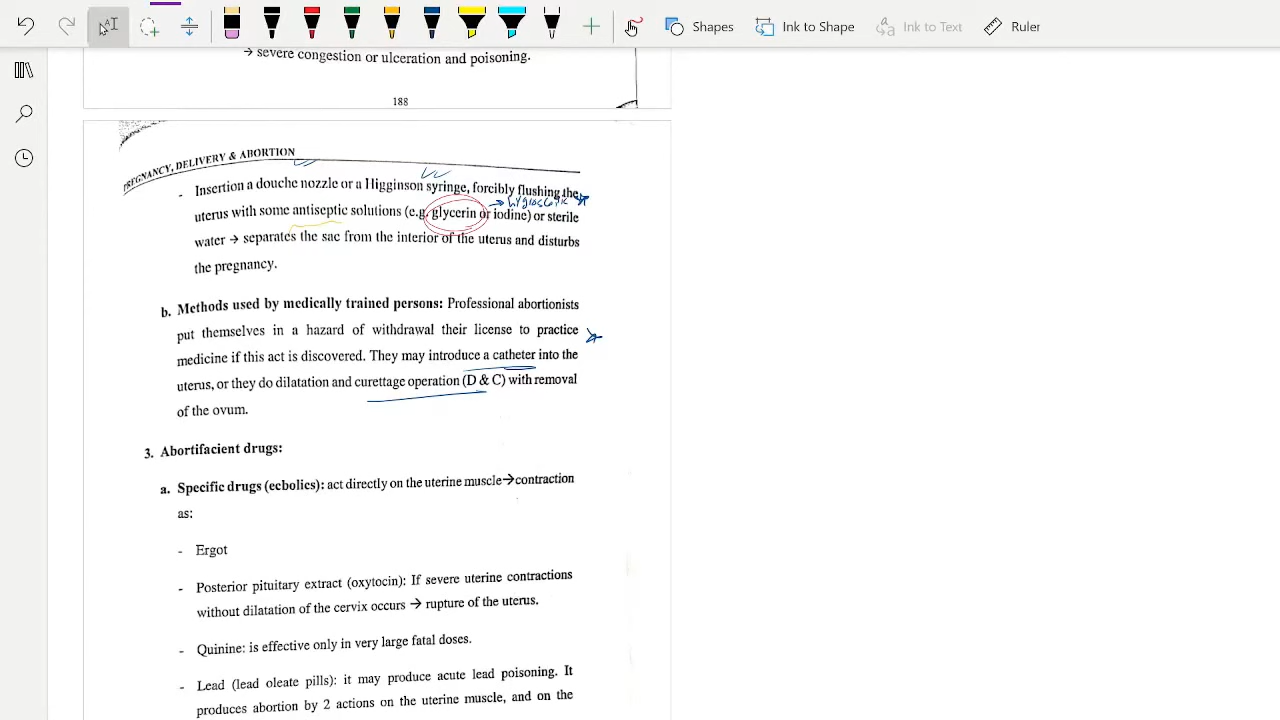 Shapes
Ink to Shape
Ink to Text
Ruler
→ severe congestion or ulceration and poisoning.
188
PREGNANCY, DELIVERY & ABORTION
- Insertion a douche nozzle or a Higginson syringe, forcibly flushing the
→ hygroscopic
uterus with some antiseptic solutions (e.g. glycerin or iodine) or sterile
water → separates the sac from the interior of the uterus and disturbs
the pregnancy.
b. Methods used by medically trained persons: Professional abortionists
put themselves in a hazard of withdrawal their license to practice
medicine if this act is discovered. They may introduce a catheter into the
uterus, or they do dilatation and curettage operation (D & C) with removal
of the ovum.
3. Abortifacient drugs:
a. Specific drugs (ecbolics): act directly on the uterine muscle→contraction
as:
- Ergot
- Posterior pituitary extract (oxytocin): If severe uterine contractions
without dilatation of the cervix occurs → rupture of the uterus.
- Quinine: is effective only in very large fatal doses.
- Lead (lead oleate pills): it may produce acute lead poisoning. It
produces abortion by 2 actions on the uterine muscle, and on the